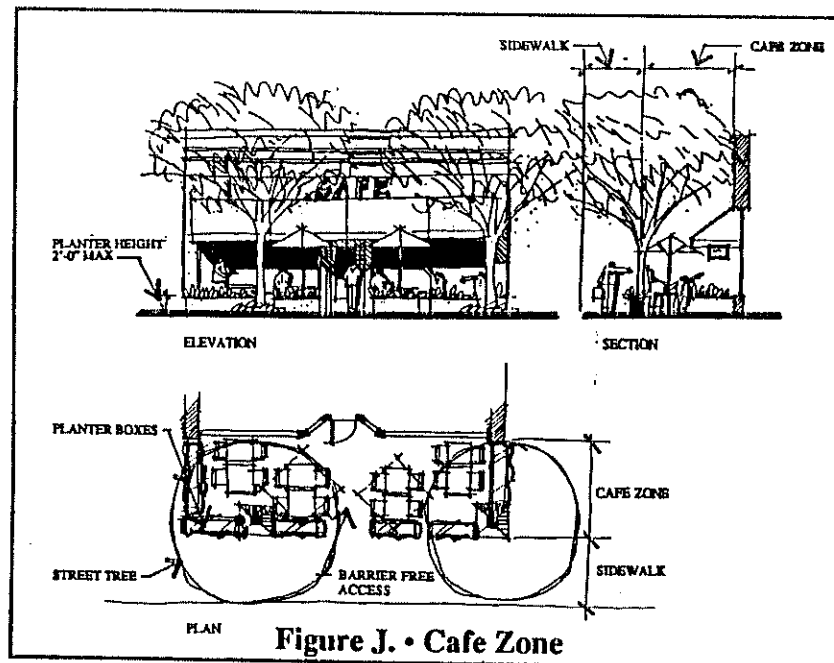 SIDEWALK
CAFE ZONE
CAFE
PLANTER HEIGHT
2'-0" MAX
ELEVATION
SECTION
PLANTER BOXES
CAFE ZONE
SIDEWALK
STREET TREE
BARRIER FREE
ACCESS
PLAN
Figure J. • Cafe Zone